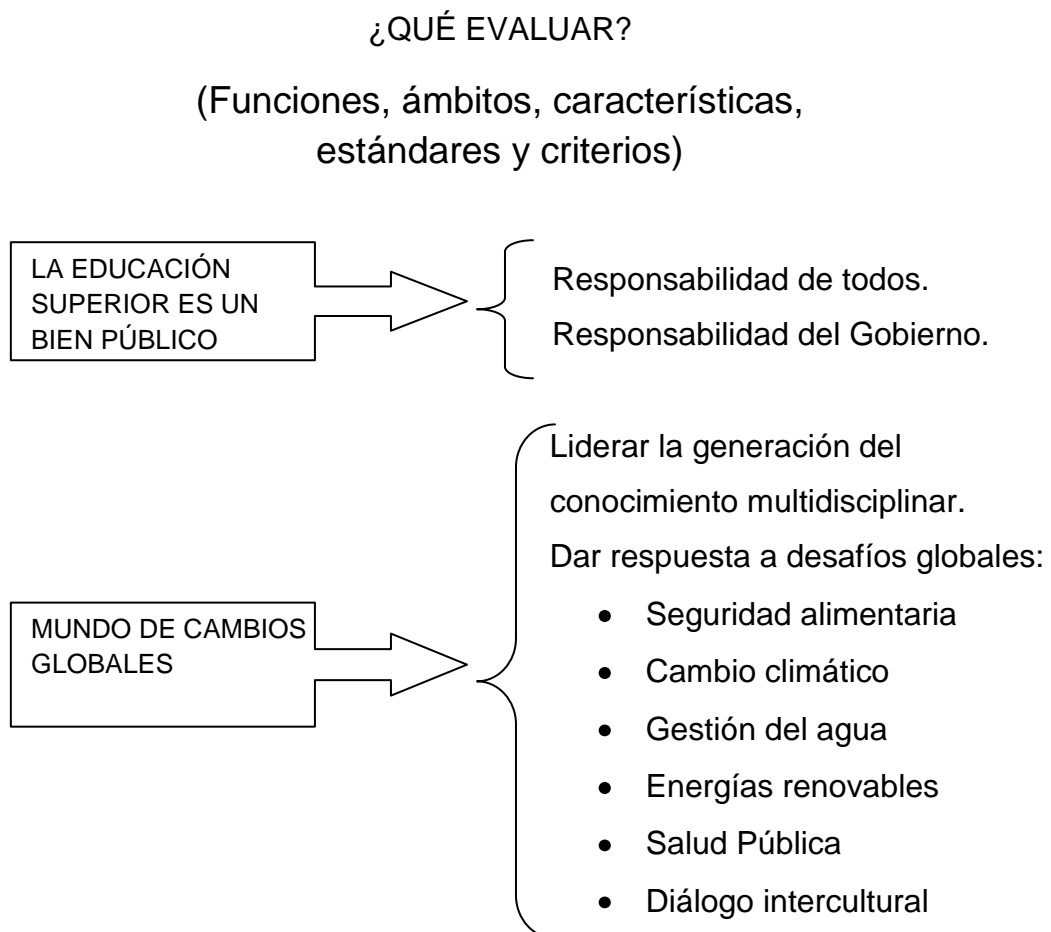 ¿QUÉ EVALUAR?
(Funciones, ámbitos, características,
estándares y criterios)
LA EDUCACIÓN
SUPERIOR ES UN
BIEN PÚBLICO
Responsabilidad de todos.
Responsabilidad del Gobierno.
MUNDO DE CAMBIOS
GLOBALES
Liderar la generación del
conocimiento multidisciplinar.
Dar respuesta a desafíos globales:
• Seguridad alimentaria
• Cambio climático
• Gestión del agua
• Energías renovables
• Salud Pública
• Diálogo intercultural